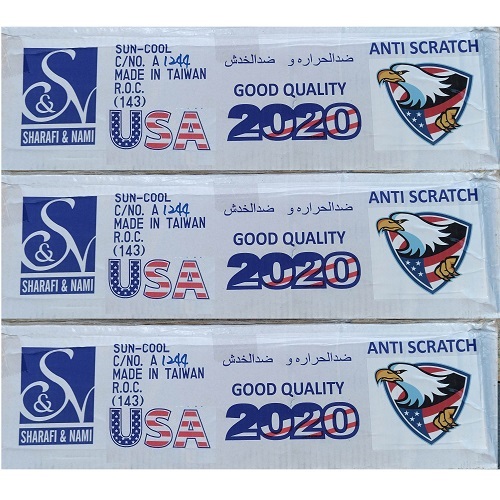 S&N
SHARAFI & NAMI
SUN-COOL
C/NO. A 1244
MADE IN TAIWAN
R.O.C.
(143)
USA
ضدالحراره و ضدالخدش
GOOD QUALITY
2020
ANTI SCRATCH
S&N
SHARAFI & NAMI
SUN-COOL
C/NO. A 1244
MADE IN TAIWAN
R.O.C.
(143)
USA
ضدالحراره و ضدالخدش
GOOD QUALITY
2020
ANTI SCRATCH
S&N
SHARAFI & NAMI
SUN-COOL
C/NO. A 1244
MADE IN TAIWAN
R.O.C.
(143)
USA
ضدالحراره و ضدالخدش
GOOD QUALITY
2020
ANTI SCRATCH